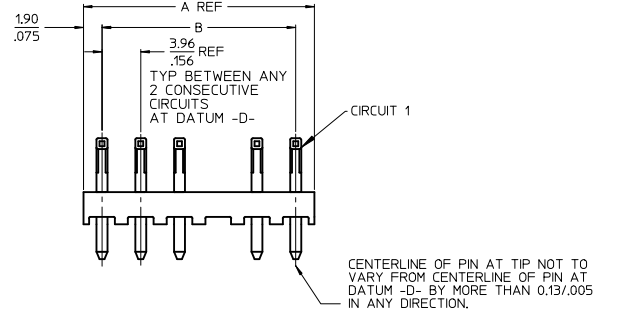 A REF
1.90
.075
B
3.96
.156
REF
TYP BETWEEN ANY
2 CONSECUTIVE
CIRCUITS
AT DATUM -D-
CIRCUIT 1
CENTERLINE OF PIN AT TIP NOT TO
VARY FROM CENTERLINE OF PIN AT
DATUM -D- BY MORE THAN 0.13/.005
IN ANY DIRECTION.